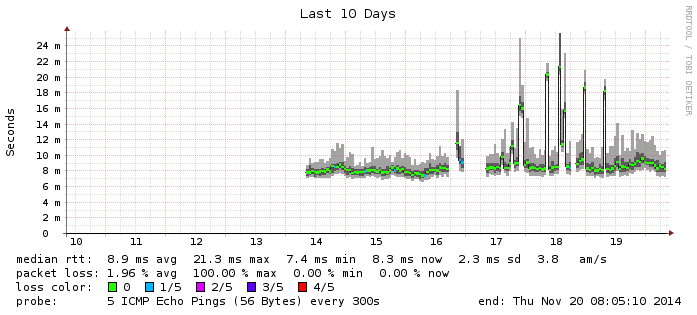 Last 10 Days
RRDTOOL / TOBI OETIKER
Seconds
24 m
22 m
20 m
18 m
16 m
14 m
12 m
10 m
8 m
6 m
4 m
2 m
0
10 11 12 13 14 15 16 17 18 19
median rtt: 8.9 ms avg 21.3 ms max 7.4 ms min 8.3 ms now 2.3 ms sd 3.8 am/s
packet loss: 1.96 % avg 100.00 % max 0.00 % min 0.00 % now
loss color: 0 1/5 2/5 3/5 4/5
probe: 5 ICMP Echo Pings (56 Bytes) every 300s end: Thu Nov 20 08:05:10 2014